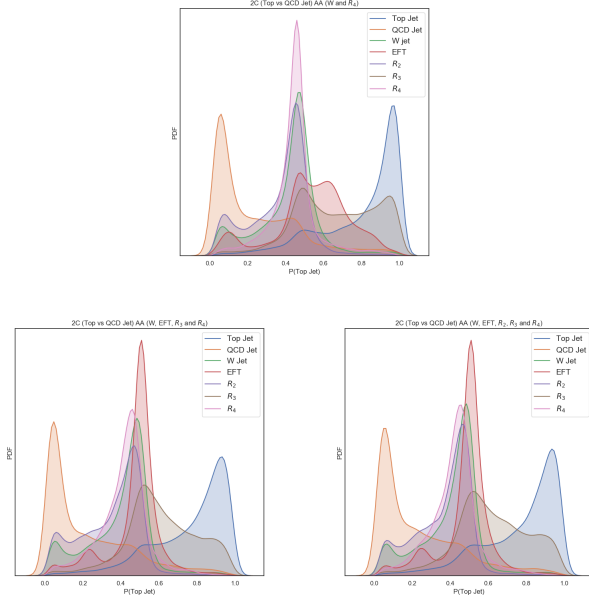 2C (Top vs QCD Jet) AA (W and R₄)
PDF
Top Jet
QCD Jet
W jet
EFT
R₂
R₃
R₄
0.0 0.2 0.4 0.6 0.8 1.0
P(Top Jet)
2C (Top vs QCD Jet) AA (W, EFT, R₃ and R₄)
PDF
Top Jet
QCD Jet
W Jet
EFT
R₂
R₃
R₄
0.0 0.2 0.4 0.6 0.8 1.0
P(Top Jet)
2C (Top vs QCD Jet) AA (W, EFT, R₂, R₃ and R₄)
PDF
Top Jet
QCD Jet
W Jet
EFT
R₂
R₃
R₄
0.0 0.2 0.4 0.6 0.8 1.0
P(Top Jet)